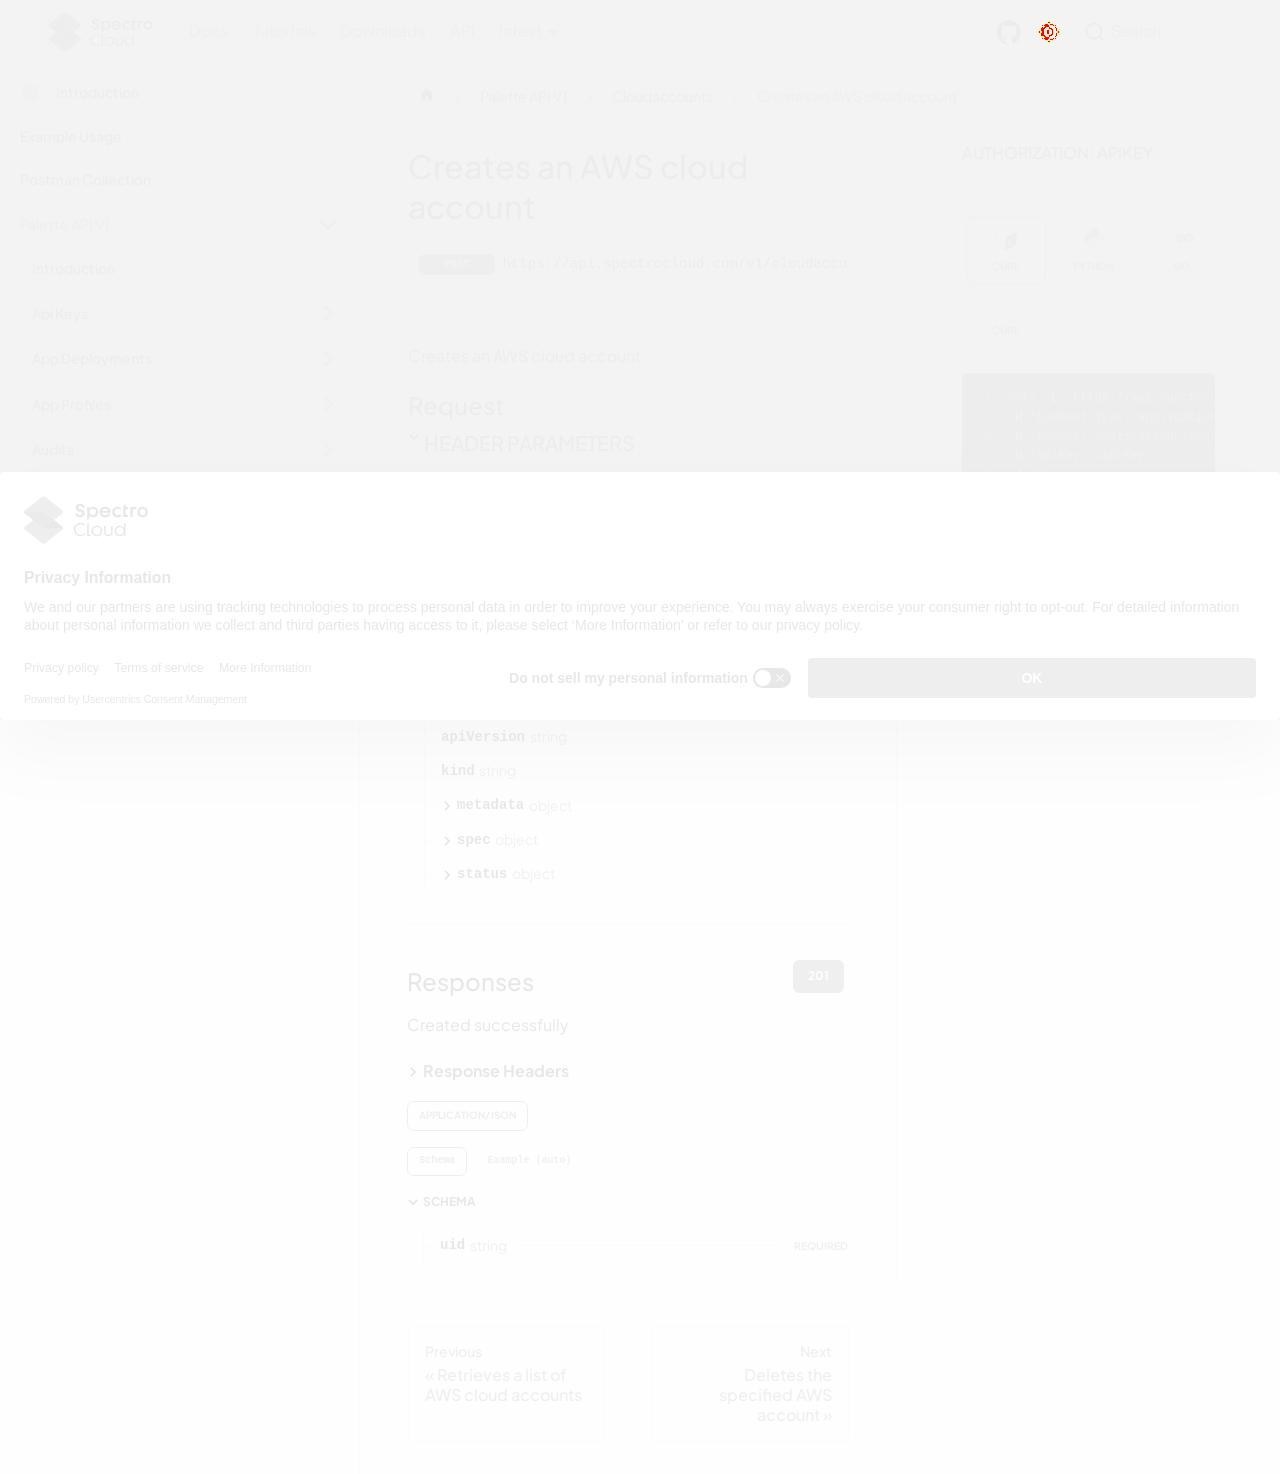 Spectro Cloud
Docs Tutorials Downloads API latest
Search
Introduction
Example Usage
Postman Collection
Palette API V1
Introduction
Api Keys
App Deployments
App Profiles
Audits
Palette API V1 Cloudaccounts Creates an AWS cloud account
Creates an AWS cloud
account
POST https://api.spectrocloud.com/v1/cloudacco
Creates an AWS cloud account
Request
HEADER PARAMETERS
AUTHORIZATION: APIKEY
CURL PYTHON GO
CURL
Spectro
Cloud
Privacy Information
We and our partners are using tracking technologies to process personal data in order to improve your experience. You may always exercise your consumer right to opt-out. For detailed information
about personal information we collect and third parties having access to it, please select 'More Information' or refer to our privacy policy.
Privacy policy Terms of service More Information
Powered by Usercentrics Consent Management
Do not sell my personal information
OK
apiVersion string
kind string
metadata object
spec object
status object
Responses
201
Created successfully
Response Headers
APPLICATION/JSON
Schema Example (auto)
SCHEMA
uid string REQUIRED
Previous
« Retrieves a list of
AWS cloud accounts
Next
Deletes the
specified AWS
account »